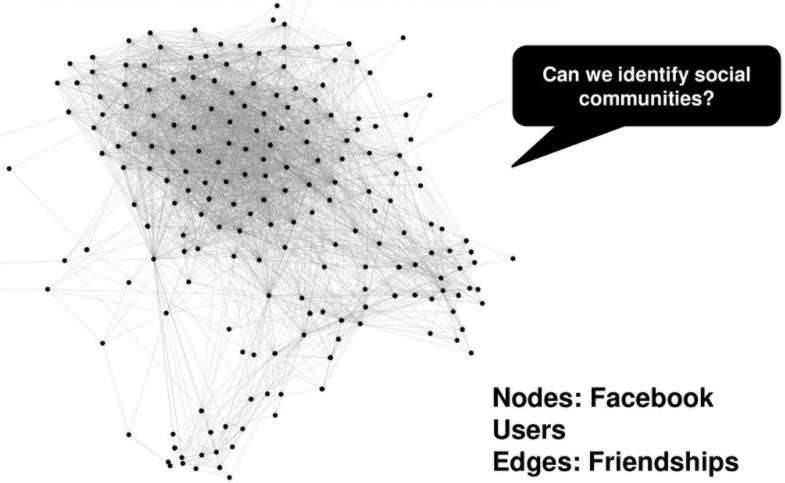 Can we identify social
communities?
Nodes: Facebook
Users
Edges: Friendships